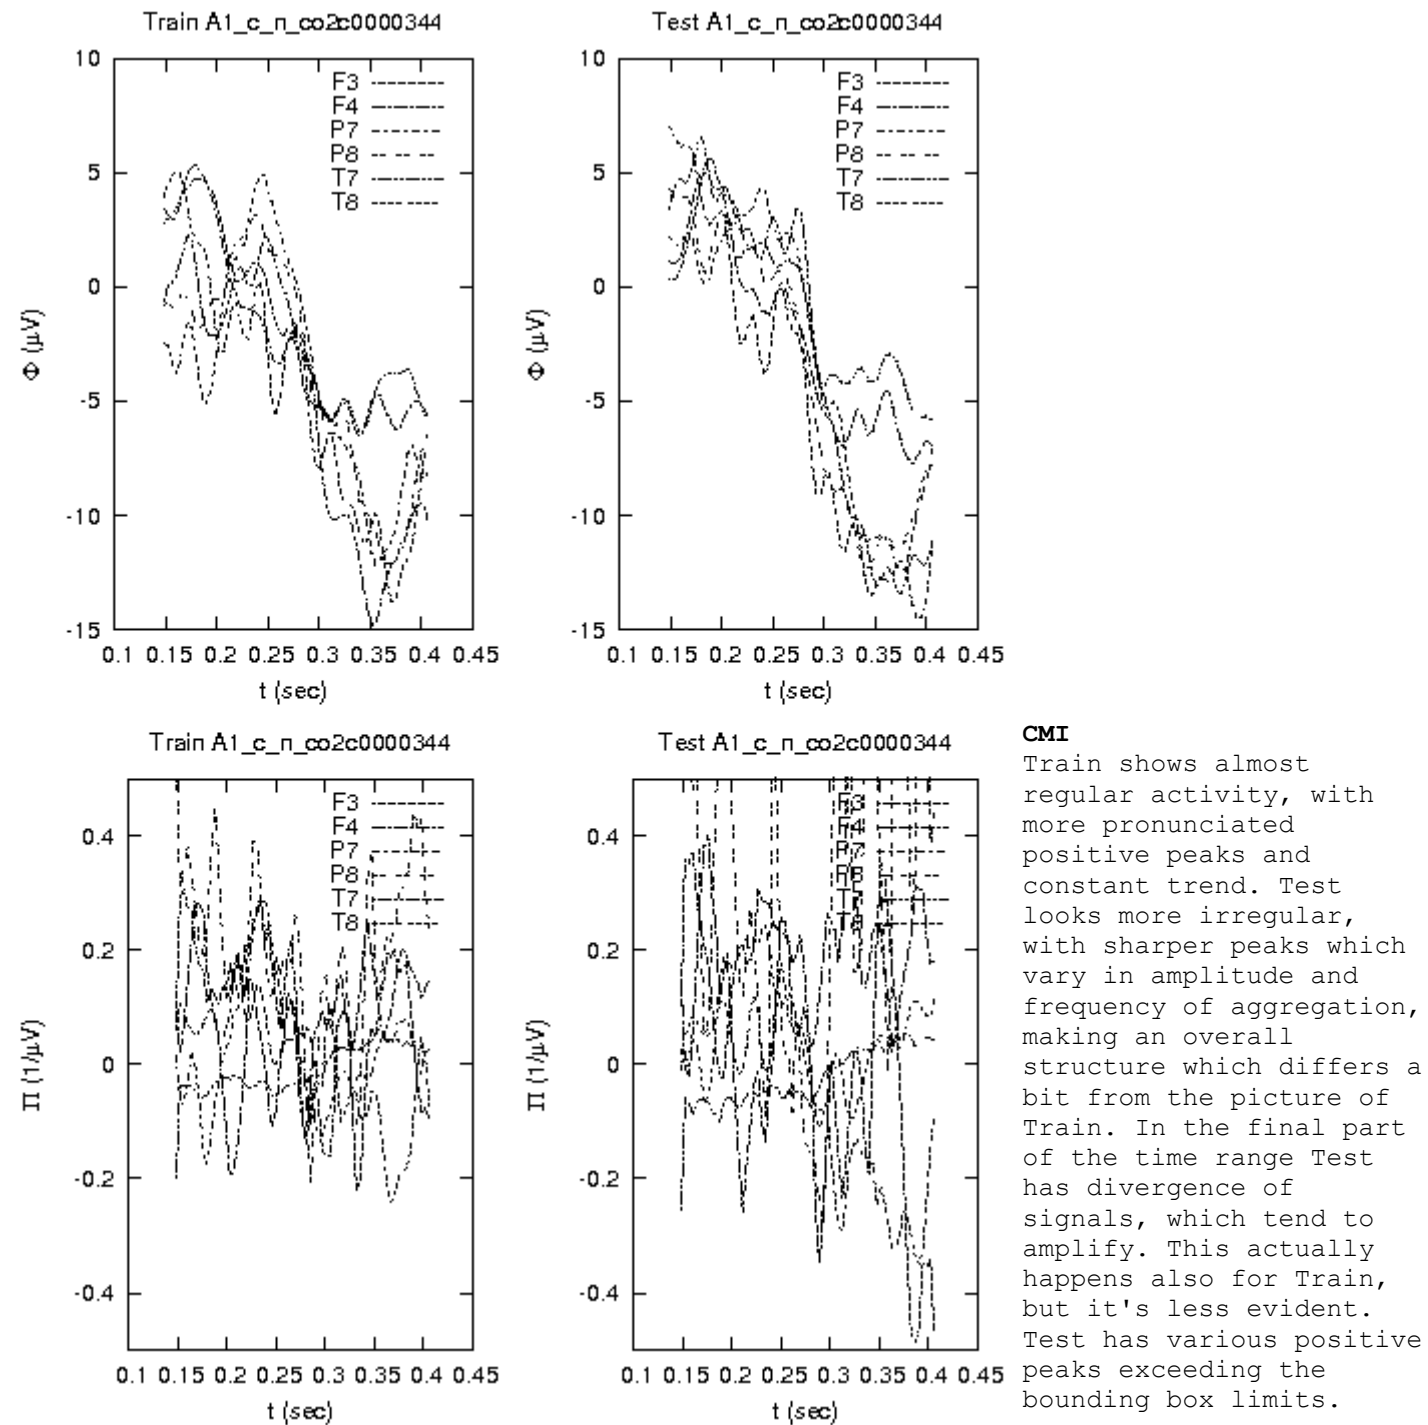 Train A1_c_n_co2c0000344
Test A1_c_n_co2c0000344
10
5
0
-5
-10
-15
Φ (μV)
F3
F4
P7
P8
T7
T8
0.1 0.15 0.2 0.25 0.3 0.35 0.4 0.45
t (sec)
10
5
0
-5
-10
-15
Φ (μV)
F3
F4
P7
P8
T7
T8
0.1 0.15 0.2 0.25 0.3 0.35 0.4 0.45
t (sec)
Train A1_c_n_co2c0000344
0.4
0.2
0
-0.2
-0.4
Π (1/μV)
F3
F4
P7
P8
T7
T8
0.1 0.15 0.2 0.25 0.3 0.35 0.4 0.45
t (sec)
Test A1_c_n_co2c0000344
0.4
0.2
0
-0.2
-0.4
Π (1/μV)
F3
F4
P7
P8
T7
T8
0.1 0.15 0.2 0.25 0.3 0.35 0.4 0.45
t (sec)
CMI
Train shows almost
regular activity, with
more pronunciated
positive peaks and
constant trend. Test
looks more irregular,
with sharper peaks which
vary in amplitude and
frequency of aggregation,
making an overall
structure which differs a
bit from the picture of
Train. In the final part
of the time range Test
has divergence of
signals, which tend to
amplify. This actually
happens also for Train,
but it's less evident.
Test has various positive
peaks exceeding the
bounding box limits.